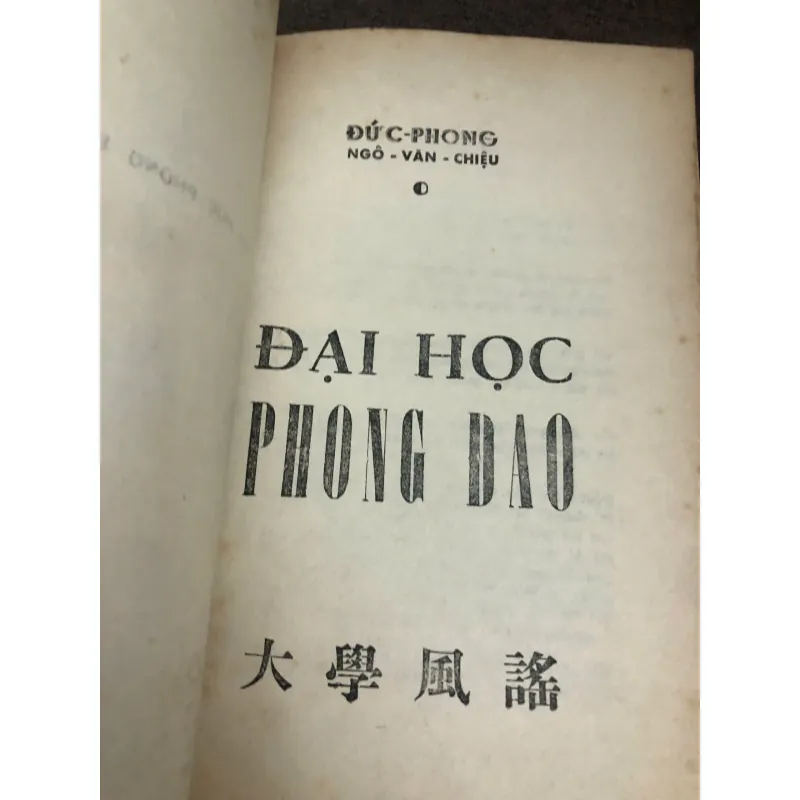 ĐỨC-PHONG
NGÔ - VĂN - CHIỆU
ĐẠI HỌC
PHONG DAO
大學風謠